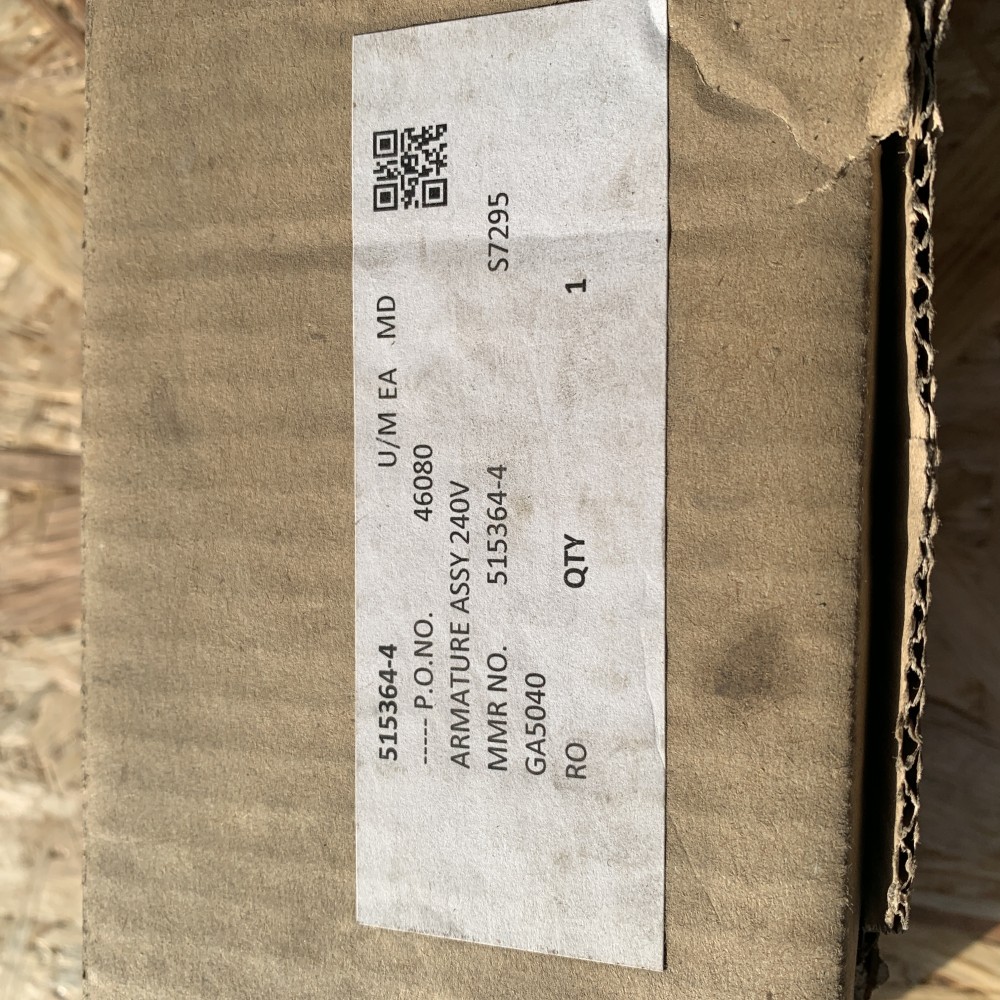 515364-4 U/M EA MD
----- P.O.NO. 46080
ARMATURE ASSY 240V
MMR NO. 515364-4 S7295
GA5040
RO QTY 1